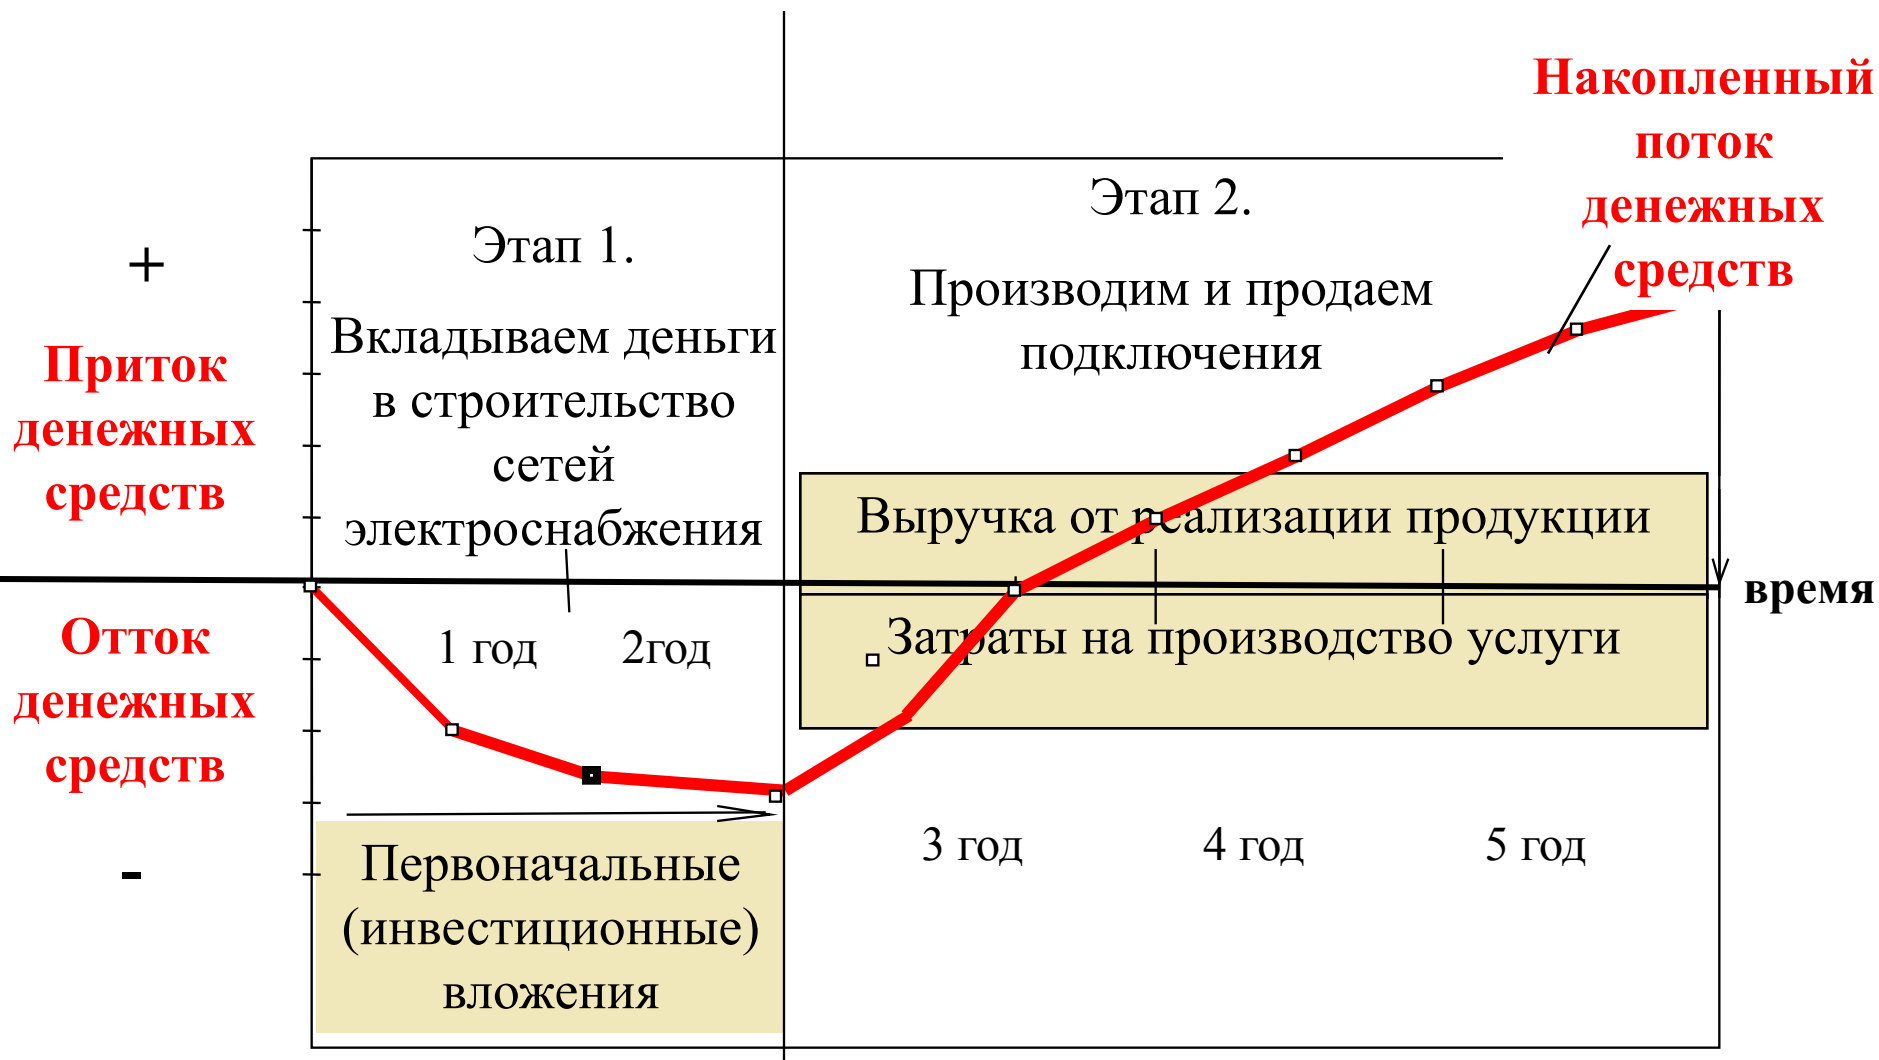 Накопленный
поток
денежных
средств
+
Приток
денежных
средств
Этап 1.
Вкладываем деньги
в строительство
сетей
электроснабжения
Этап 2.
Производим и продаем
подключения
Выручка от реализации продукции
время
Затраты на производство услуги
Отток
денежных
средств
-
1 год
2год
3 год
4 год
5 год
Первоначальные
(инвестиционные)
вложения